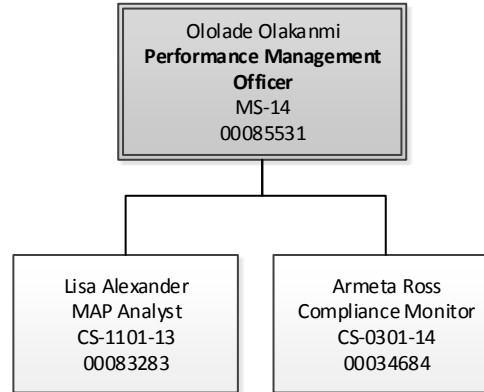 Ololade Olakanmi
Performance Management
Officer
MS-14
00085531
Lisa Alexander
MAP Analyst
CS-1101-13
00083283
Armeta Ross
Compliance Monitor
CS-0301-14
00034684